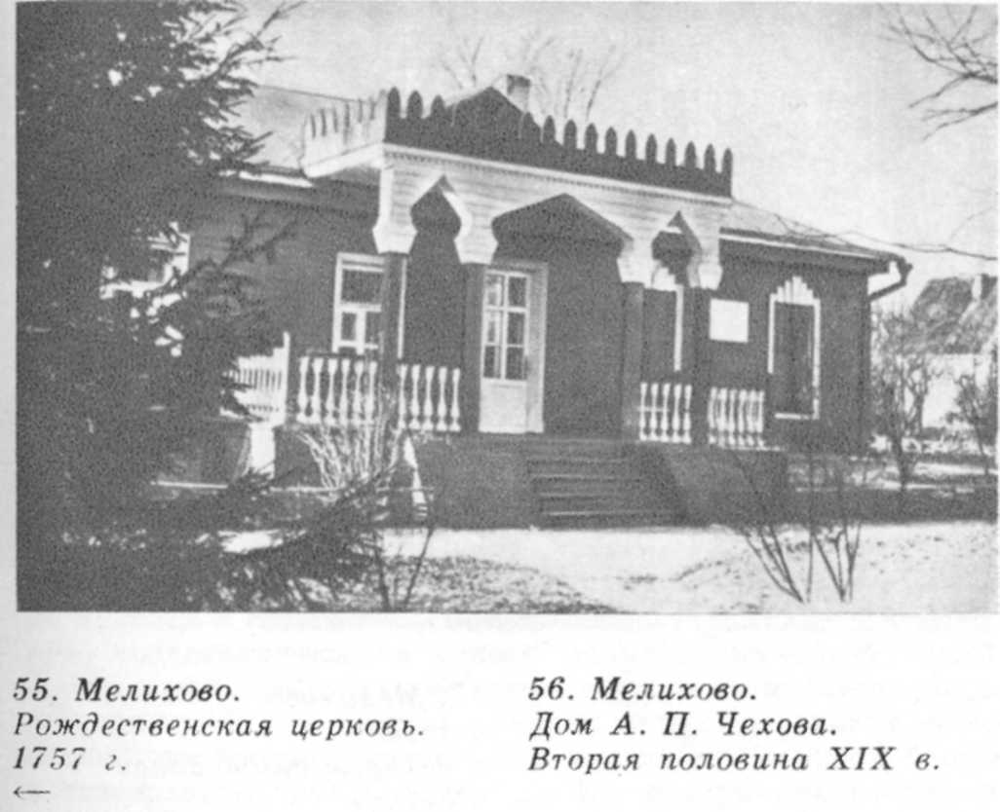 55. Мелихово.
Рождественская церковь.
1757 г.
←
56. Мелихово.
Дом А. П. Чехова.
Вторая половина XIX в.